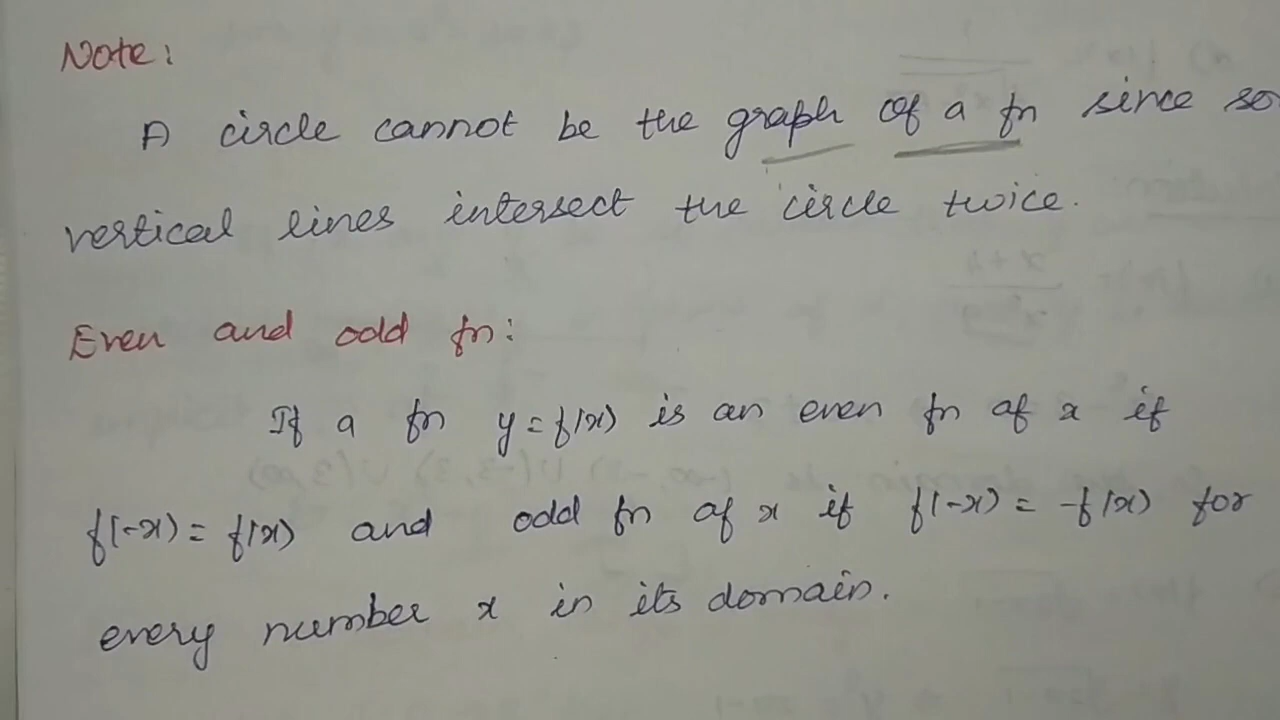 Note:
A circle cannot be the graph of a fn since so
vertical lines intersect the circle twice.
Even and odd fn:
If a fn y = f(x) is an even fn of x if
f(-x) = f(x) and odd fn of x if f(-x) = -f(x) for
every number x in its domain.